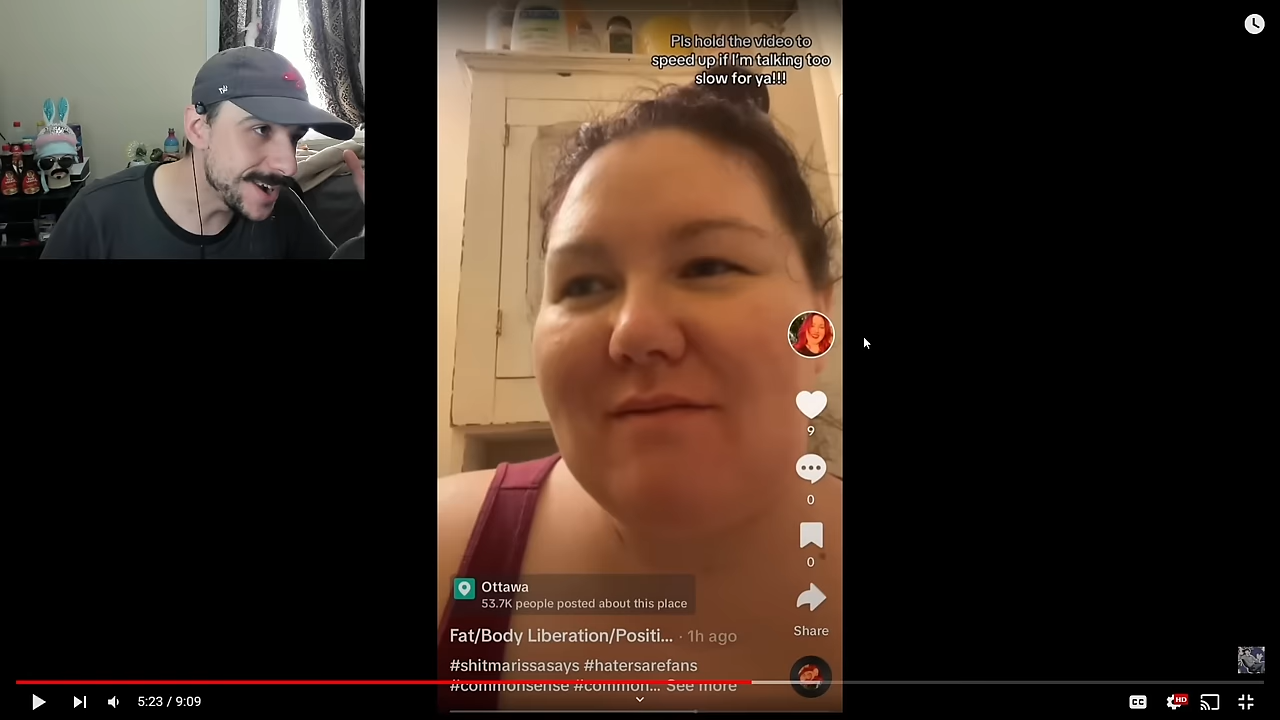 Pls hold the video to
speed up if I'm talking too
slow for ya!!!
9
0
0
Ottawa
53.7K people posted about this place
Share
Fat/Body Liberation/Positi... · 1h ago
#shitmarissasays #hatersarefans
#commonsense #common... See more
5:23 / 9:09
CC
HD